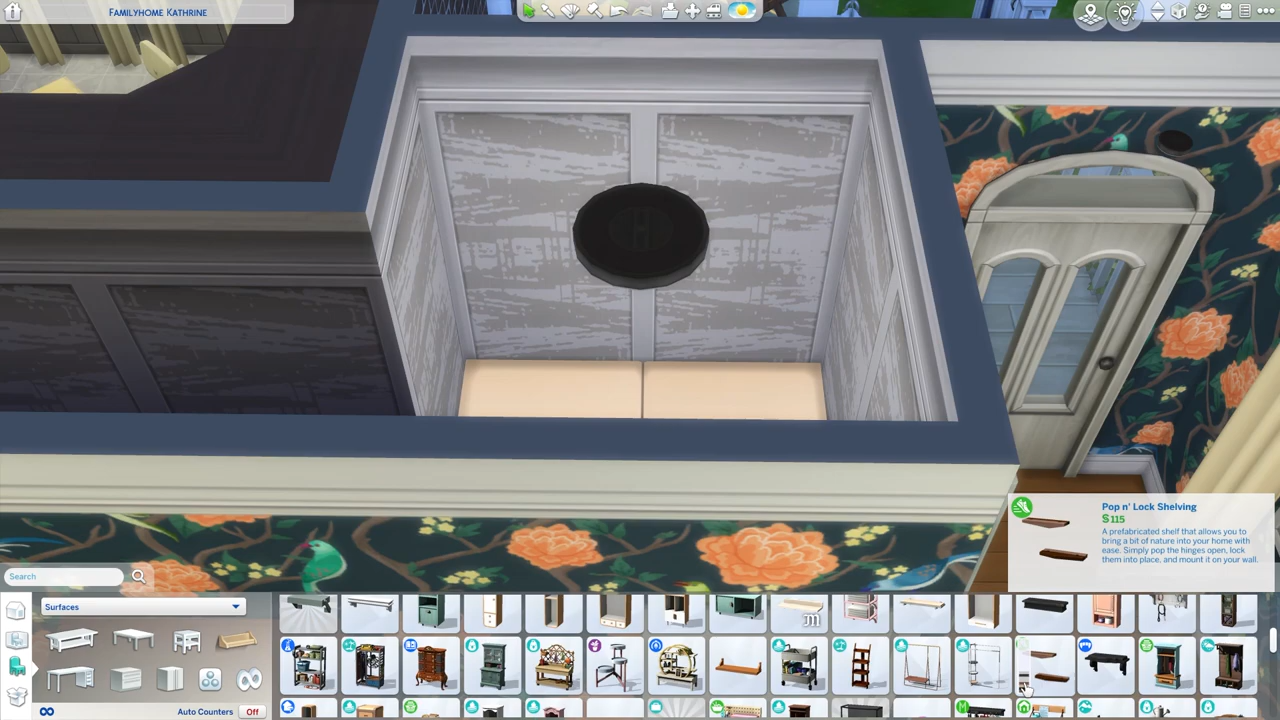 FAMILYHOME KATHRINE
Pop n' Lock Shelving
$115
A prefabricated shelf that allows you to
bring a bit of nature into your home with
ease. Simply pop the hinges open, lock
them into place, and mount it on your wall.
Search
Surfaces
Auto Counters
Off